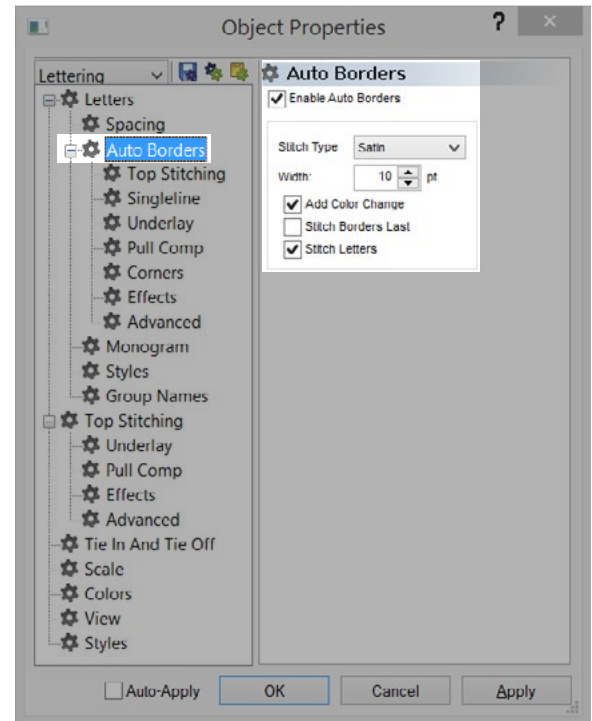 Object Properties
?
Lettering
Letters
Spacing
Auto Borders
Top Stitching
Singleline
Underlay
Pull Comp
Corners
Effects
Advanced
Monogram
Styles
Group Names
Top Stitching
Underlay
Pull Comp
Effects
Advanced
Tie In And Tie Off
Scale
Colors
View
Styles
Auto Borders
Enable Auto Borders
Stitch Type Satin
Width: 10 pt
Add Color Change
Stitch Borders Last
Stitch Letters
Auto-Apply OK Cancel Apply